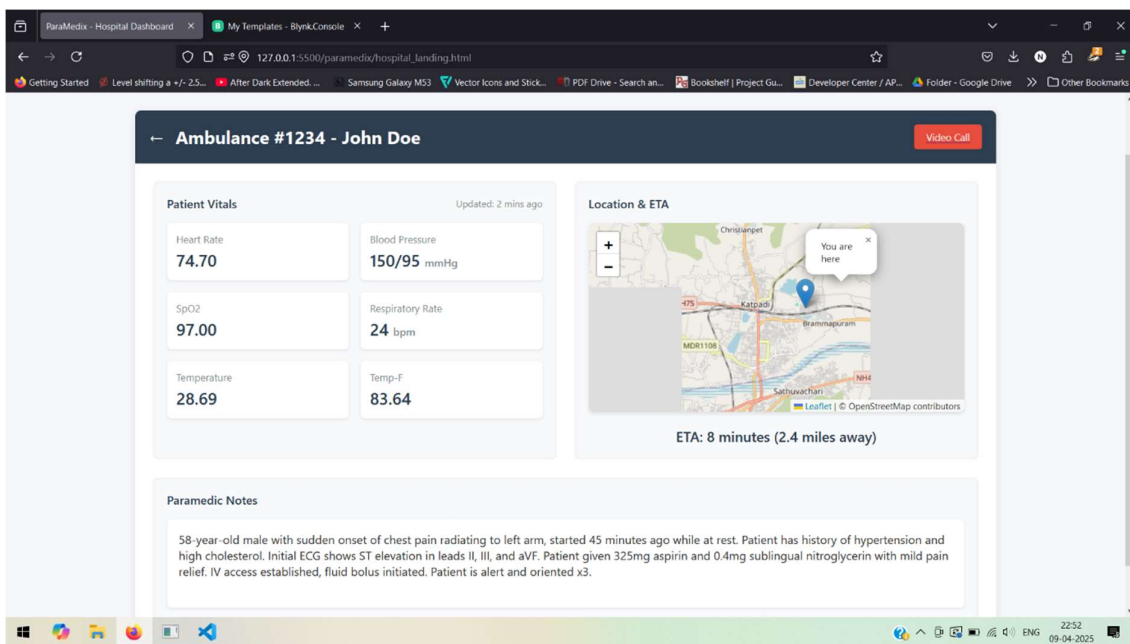 ParaMedix - Hospital Dashboard
My Templates - Blynk.Console
127.0.0.1:5500/paramedix/hospital_landing.html
Getting Started
Level shifting a +/- 2.5...
After Dark Extended. ...
Samsung Galaxy M53
Vector Icons and Stick...
PDF Drive - Search an...
Bookshelf | Project Gu...
Developer Center / AP...
Folder - Google Drive
Other Bookmarks
← Ambulance #1234 - John Doe
Video Call
Patient Vitals
Updated: 2 mins ago
Heart Rate
74.70
Blood Pressure
150/95 mmHg
SpO2
97.00
Respiratory Rate
24 bpm
Temperature
28.69
Temp-F
83.64
Location & ETA
+
−
Christianpet
You are
here
×
H75
Katpadi
Brammapuram
MDR1108
NH4
Sathuvachari
Leaflet | © OpenStreetMap contributors
ETA: 8 minutes (2.4 miles away)
Paramedic Notes
58-year-old male with sudden onset of chest pain radiating to left arm, started 45 minutes ago while at rest. Patient has history of hypertension and
high cholesterol. Initial ECG shows ST elevation in leads II, III, and aVF. Patient given 325mg aspirin and 0.4mg sublingual nitroglycerin with mild pain
relief. IV access established, fluid bolus initiated. Patient is alert and oriented x3.
ENG
22:52
09-04-2025